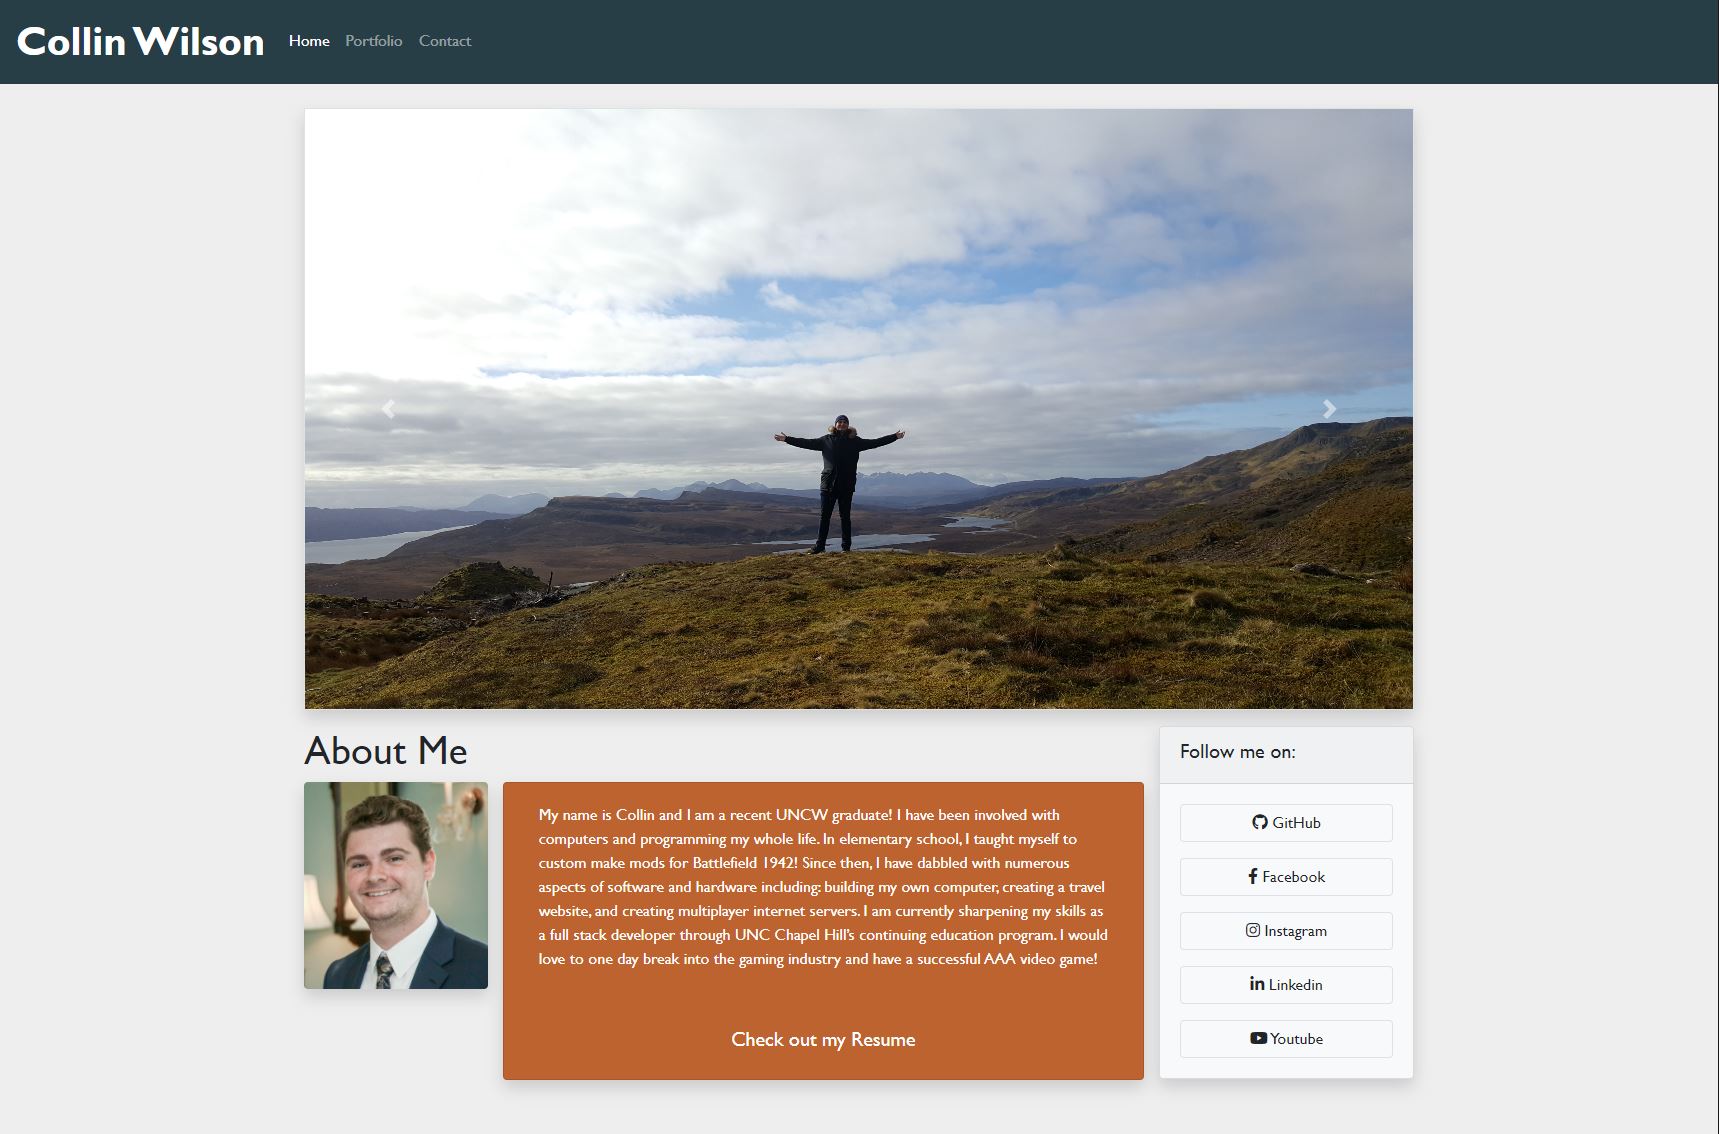 Collin Wilson
Home
Portfolio
Contact
About Me
My name is Collin and I am a recent UNCW graduate! I have been involved with
computers and programming my whole life. In elementary school, I taught myself to
custom make mods for Battlefield 1942! Since then, I have dabbled with numerous
aspects of software and hardware including: building my own computer, creating a travel
website, and creating multiplayer internet servers. I am currently sharpening my skills as
a full stack developer through UNC Chapel Hill's continuing education program. I would
love to one day break into the gaming industry and have a successful AAA video game!
Check out my Resume
Follow me on:
GitHub
Facebook
Instagram
Linkedin
Youtube